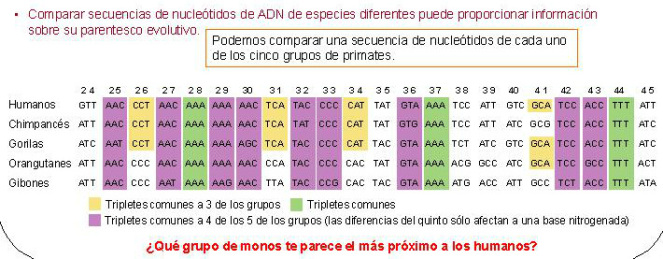 • Comparar secuencias de nucleótidos de ADN de especies diferentes puede proporcionar información
sobre su parentesco evolutivo.
Podemos comparar una secuencia de nucleótidos de cada uno
de los cinco grupos de primates.
24 25 26 27 28 29 30 31 32 33 34 35 36 37 38 39 40 41 42 43 44 45
Humanos GTT AAC CCT AAC AAA AAA AAC TCA TAC CCC CAT TAT GTA AAA TCC ATT GTC GCA TCC ACC TTT ATT
Chimpancés ATT AAC CCT AAC AAA AAA AAC TCA TAT CCC CAT TAT GTG AAA TCC ATT GCG TCC ACC TTT ATC
Gorilas ATC AAT CCT AAC AAA AAA AGC TCA TAC CCC CAT TAC GTA AAA TCT ATC GTC GCA TCC ACC TTT ATC
Orangutanes ATT AAC CCC AAC AAA AAA AAC CCA TAC CCC CAC TAT GTA AAA ACG GCC ATC GCA TCC GCC TTT ACT
Gibones ATT AAC CCC AAT AAA AAG AAC TTA TAC CCG CAC TAC GTA AAA ATG ACC ATT GCC TCT ACC TTT ATA
Tripletes comunes a 3 de los grupos Tripletes comunes
Tripletes comunes a 4 de los 5 de los grupos (las diferencias del quinto sólo afectan a una base nitrogenada)
¿Qué grupo de monos te parece el más próximo a los humanos?